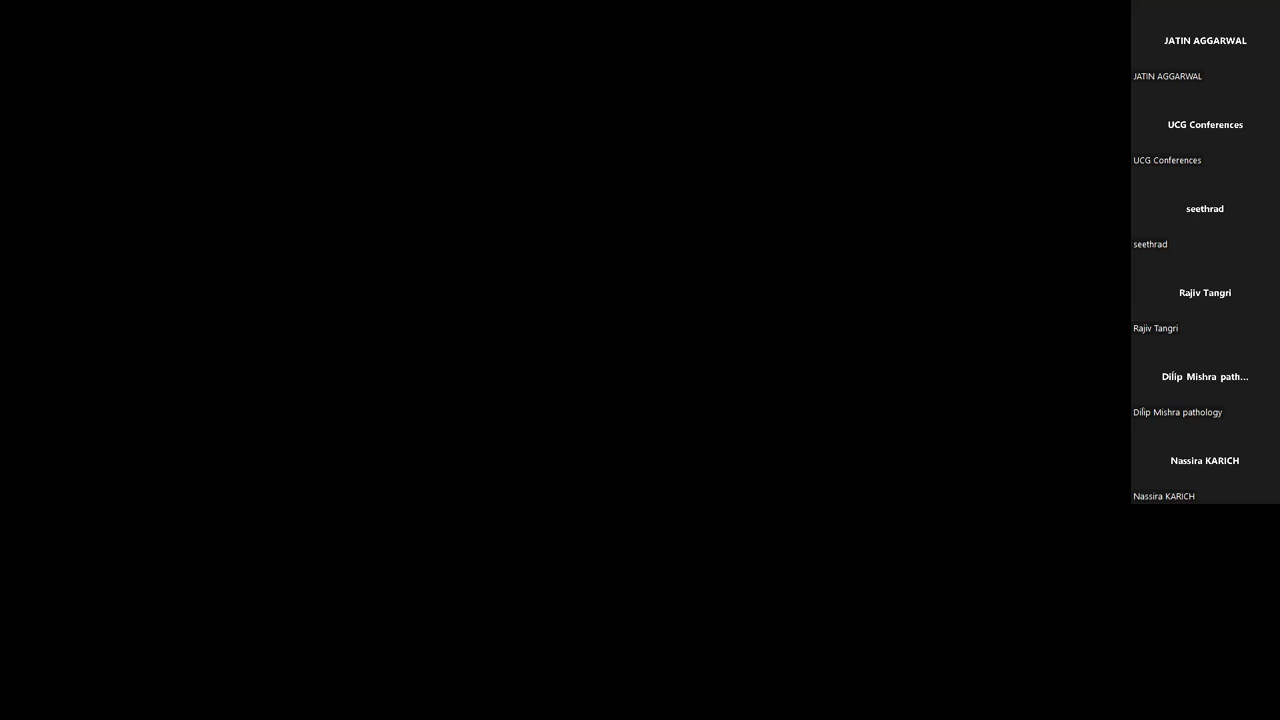 JATIN AGGARWAL
JATIN AGGARWAL
UCG Conferences
UCG Conferences
seethrad
seethrad
Rajiv Tangri
Rajiv Tangri
Dilip Mishra path...
Dilip Mishra pathology
Nassira KARICH
Nassira KARICH